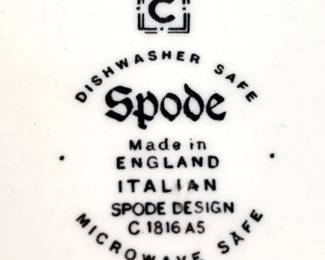 C
DISHWASHER SAFE
Spode
Made in
ENGLAND
ITALIAN
SPODE DESIGN
C.1816 A5
MICROWAVE SAFE